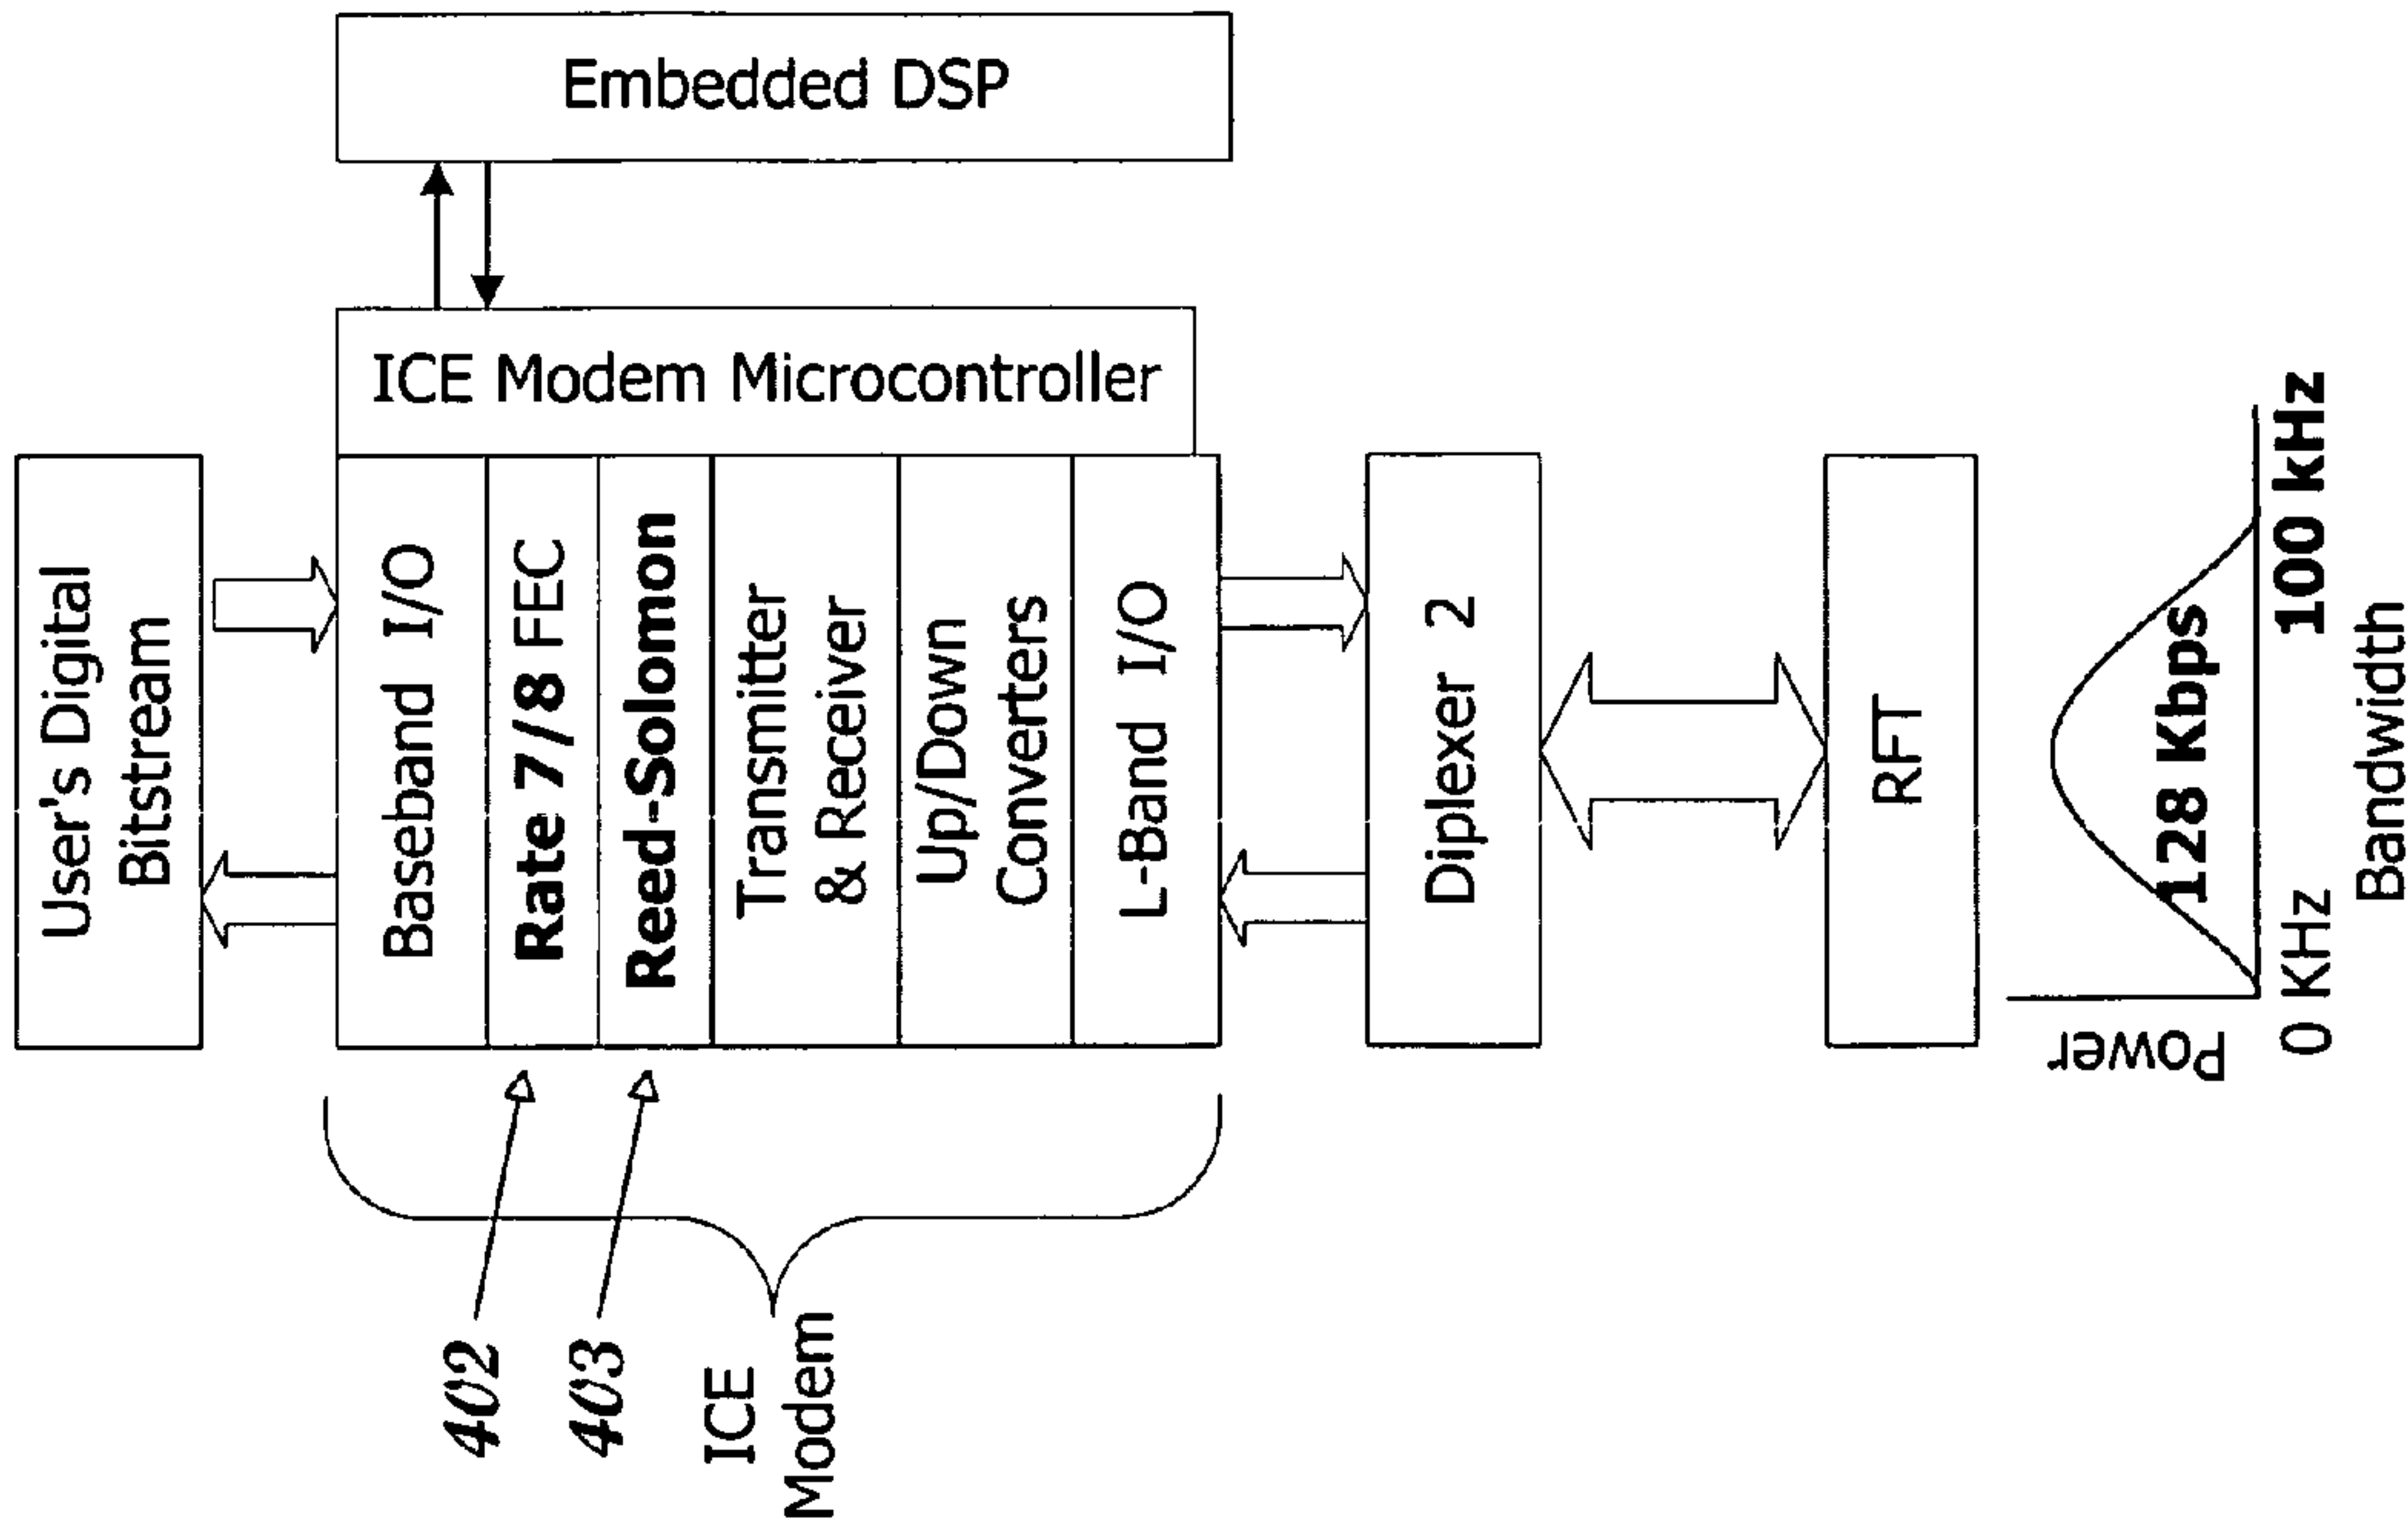 Embedded DSP
User's Digital
Bitstream
ICE Modem Microcontroller
Baseband I/O
Rate 7/8 FEC
Reed-Solomon
Transmitter
& Receiver
Up/Down
Converters
L-Band I/O
402
403
ICE
Modem
Diplexer 2
RFT
Power
128 Kbps
0 KHz
100 kHz
Bandwidth